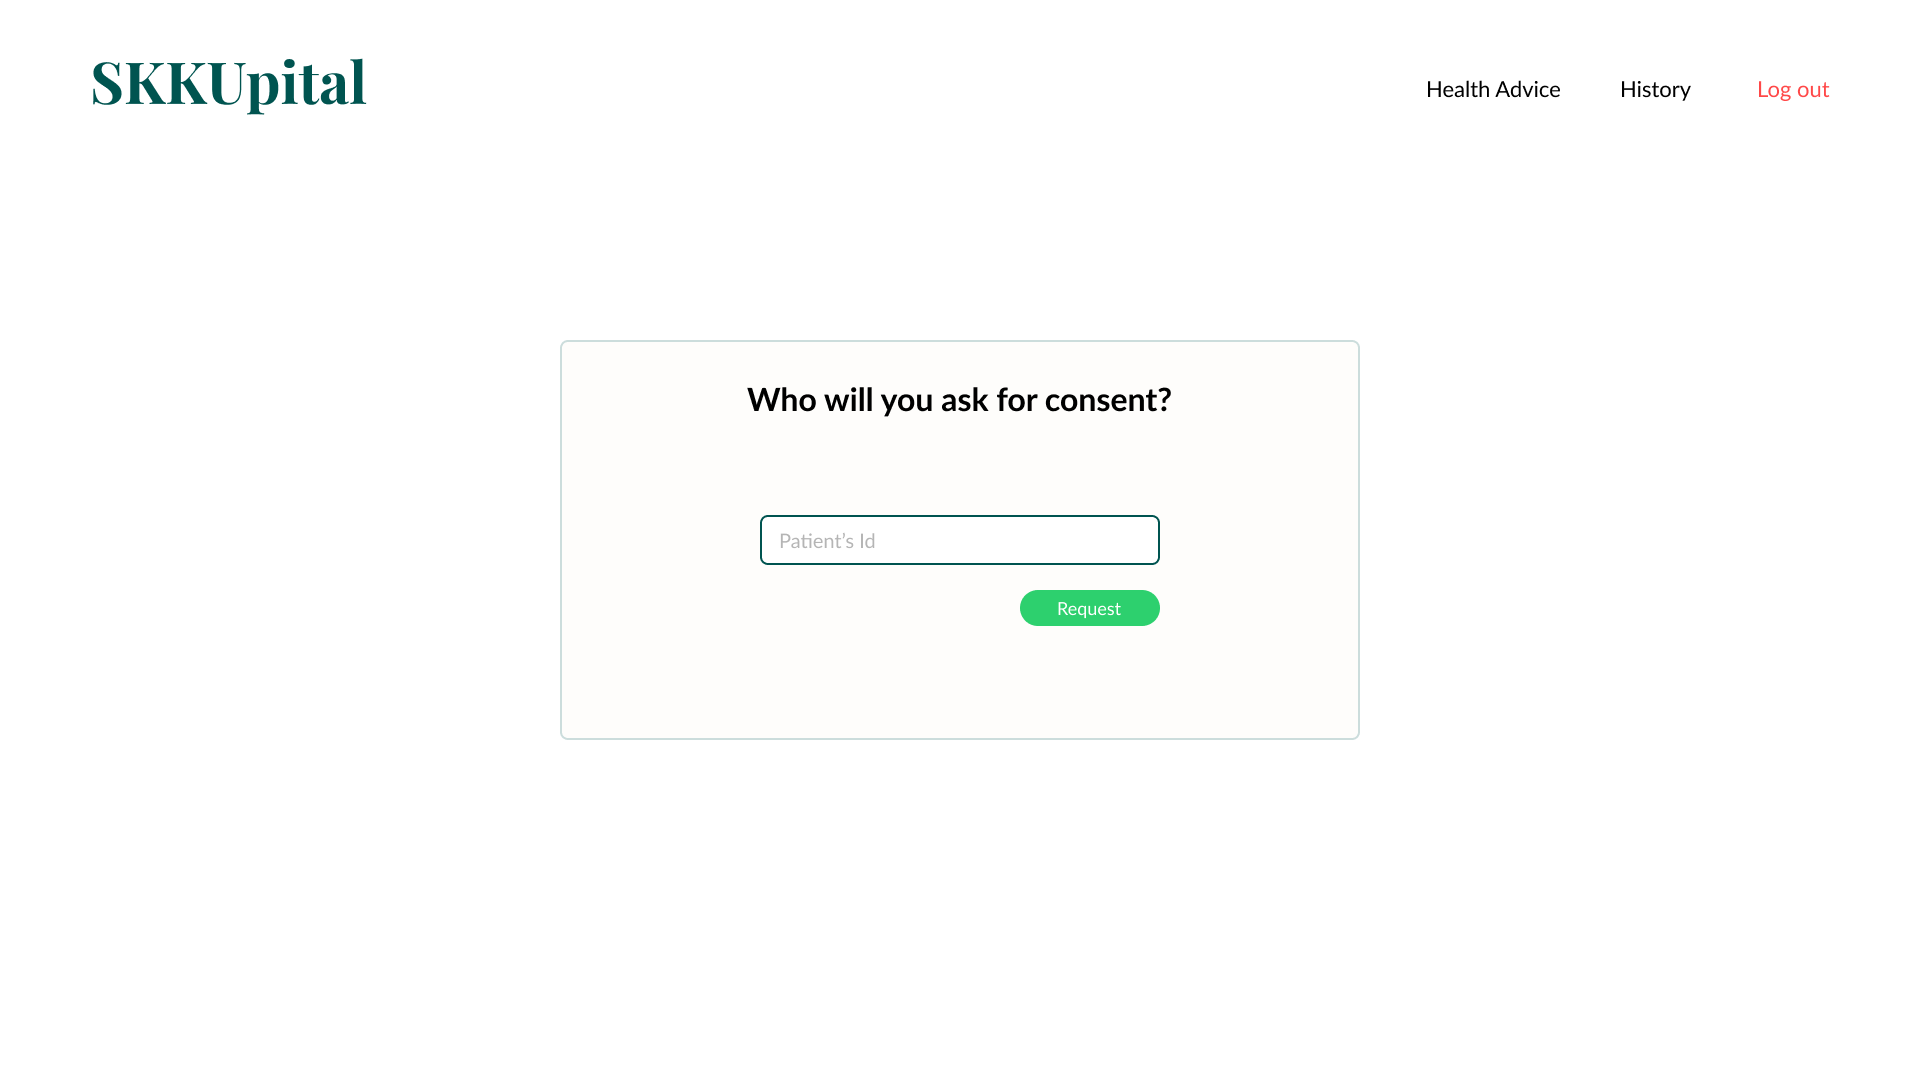 SKKUpital
Health Advice
History
Log out
Who will you ask for consent?
Patient’s Id
Request